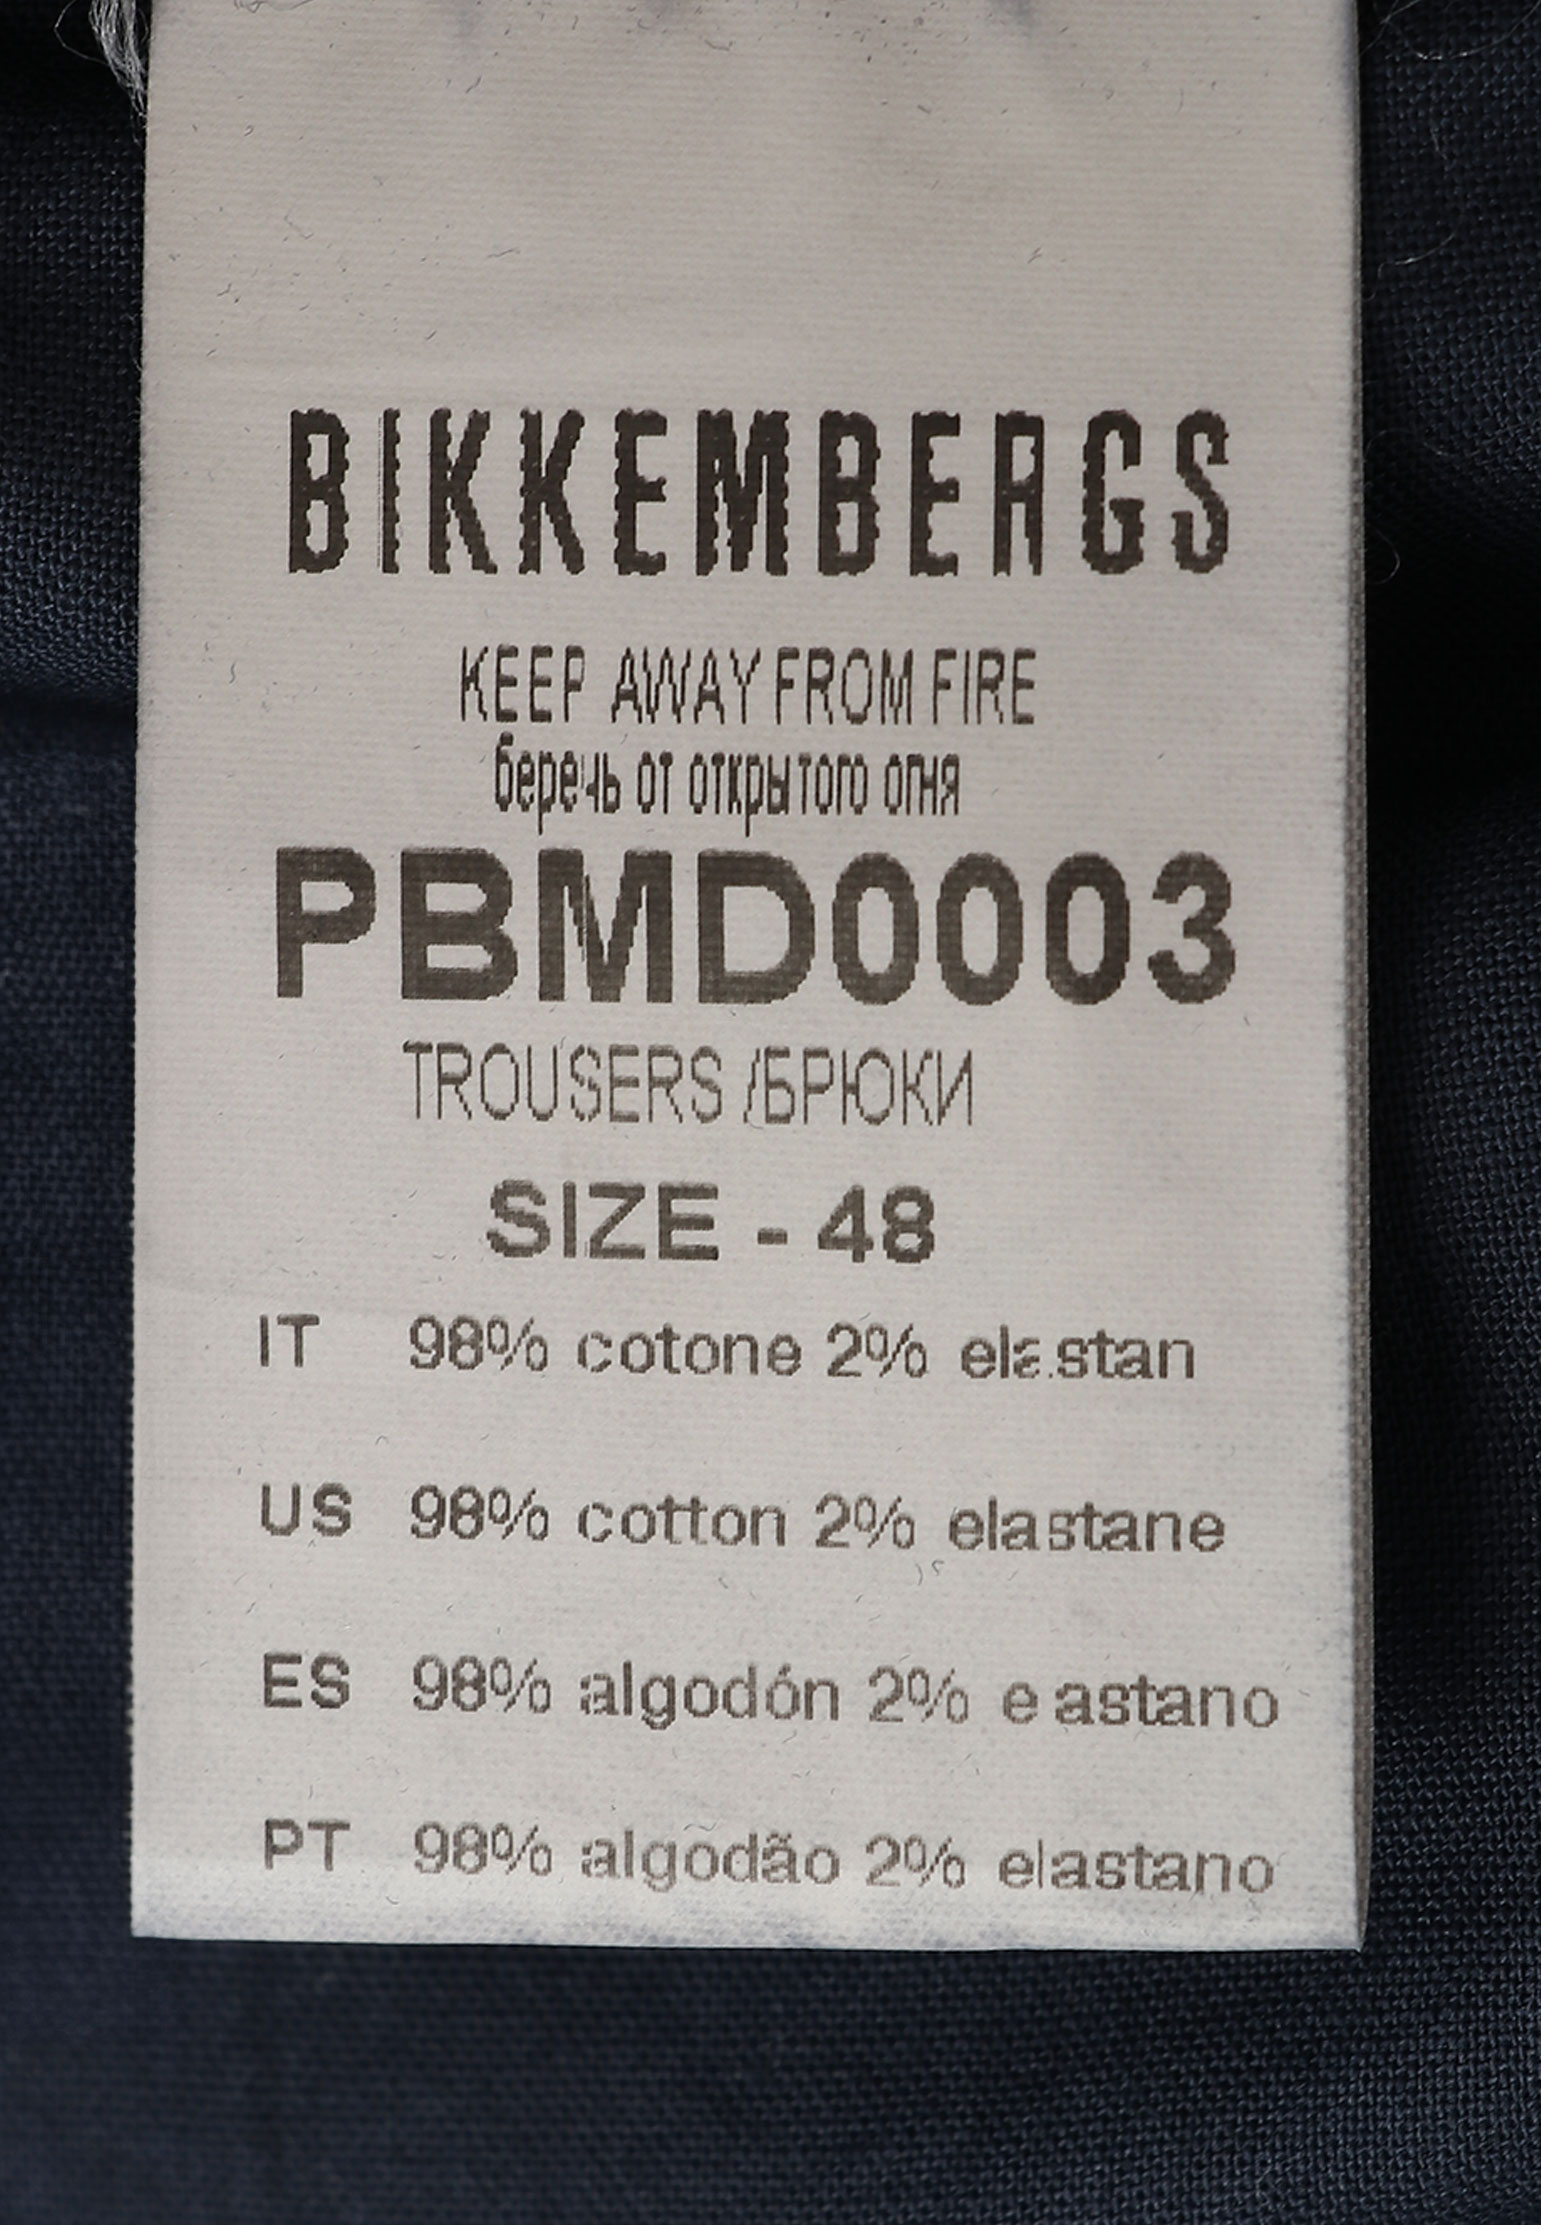 BIKKEMBERGS
KEEP AWAY FROM FIRE
беречь от открытого огня
PBMD0003
TROUSERS /БРЮКИ
SIZE - 48
IT 98% cotone 2% elastan
US 98% cotton 2% elastane
ES 98% algodón 2% e astano
PT 98% algodão 2% elastano